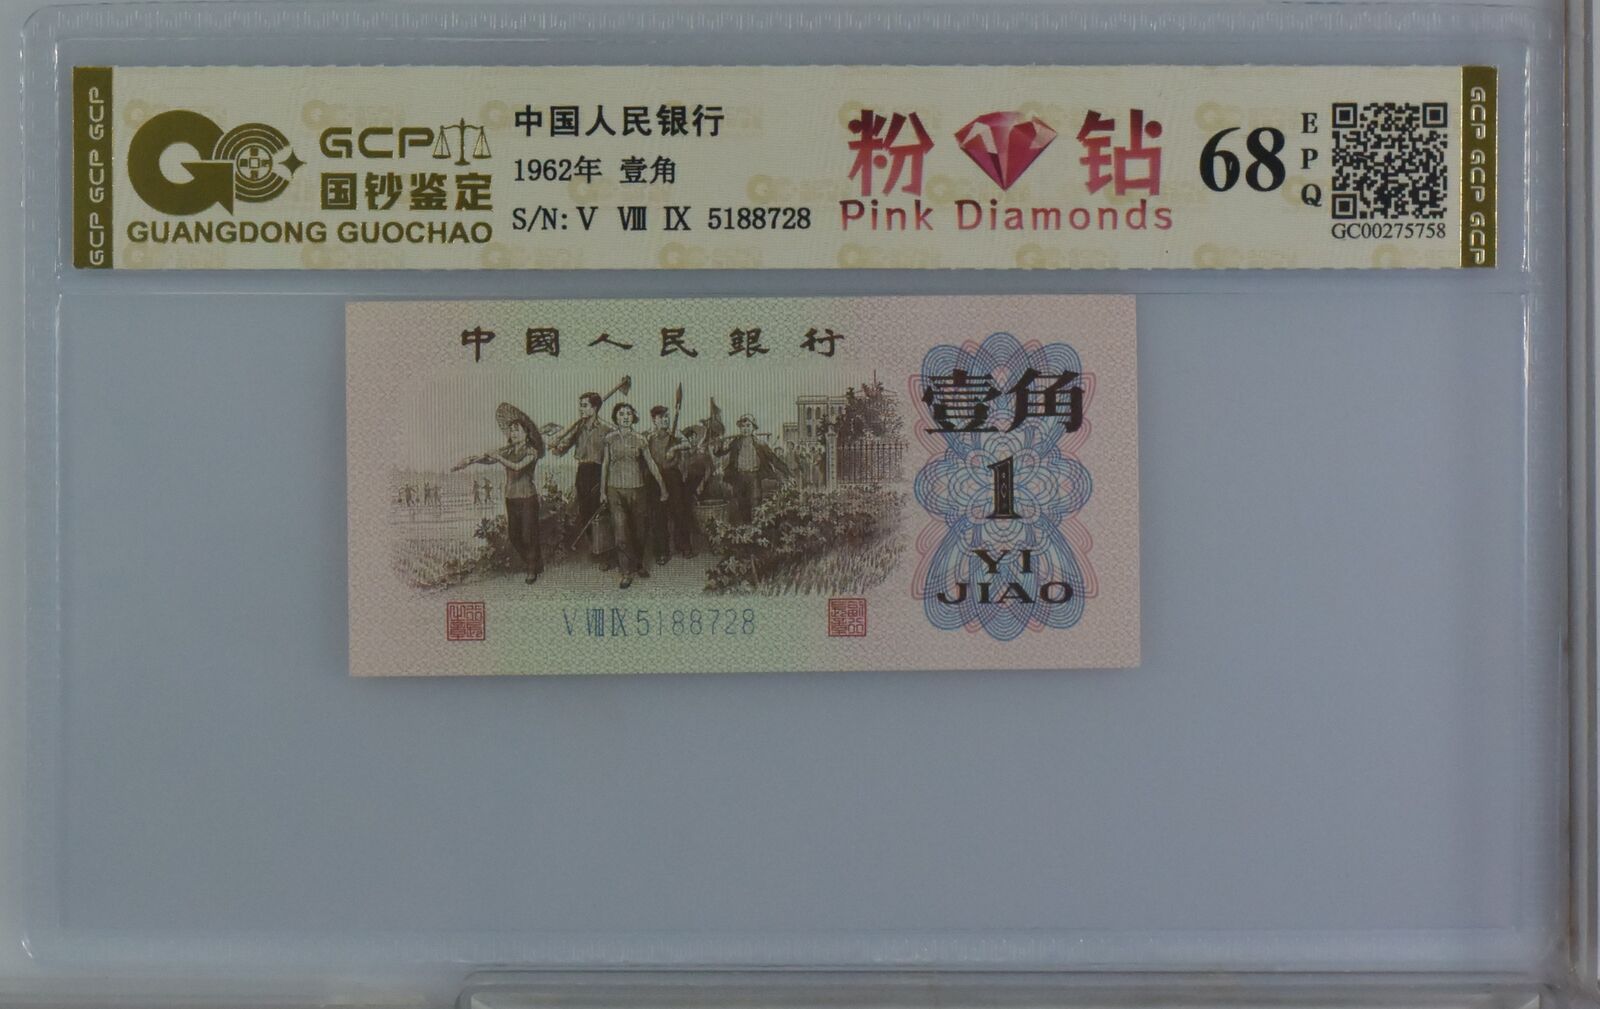 GCP GCP GCP
GCP
国钞鉴定
GUANGDONG GUOCHAO
中国人民银行
1962年 壹角
S/N: V Ⅷ Ⅸ 5188728
粉 钻
Pink Diamonds
68
EPQ
GC00275758
GCP GCP GCP
中國人民銀行
壹角
1
YI
JIAO
V Ⅷ Ⅸ 5188728